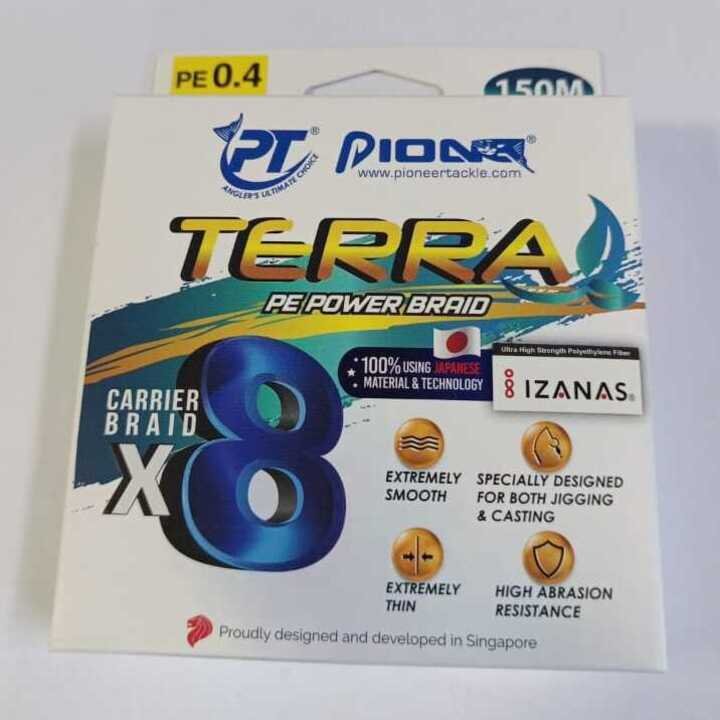 PE 0.4
150M
PT®
ANGLER'S ULTIMATE CHOICE
PIONEER®
www.pioneertackle.com
TERRA
PE POWER BRAID
100% USING JAPANESE
MATERIAL & TECHNOLOGY
Ultra High Strength Polyethylene Fiber
IZANAS®
CARRIER
BRAID
X8
EXTREMELY
SMOOTH
SPECIALLY DESIGNED
FOR BOTH JIGGING
& CASTING
EXTREMELY
THIN
HIGH ABRASION
RESISTANCE
Proudly designed and developed in Singapore